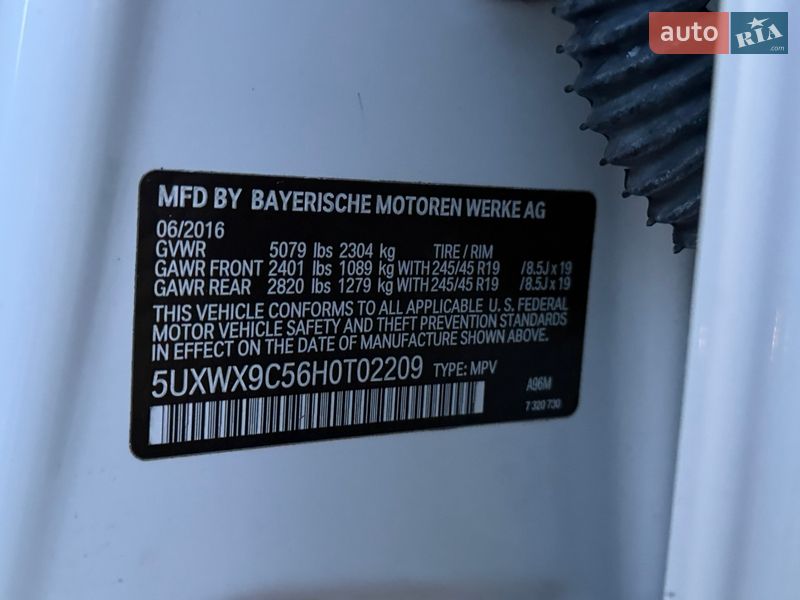 auto RIA .com
MFD BY BAYERISCHE MOTOREN WERKE AG
06/2016
GVWR 5079 lbs 2304 kg TIRE / RIM
GAWR FRONT 2401 lbs 1089 kg WITH 245/45 R19 /8.5J x 19
GAWR REAR 2820 lbs 1279 kg WITH 245/45 R19 /8.5J x 19
THIS VEHICLE CONFORMS TO ALL APPLICABLE U.S. FEDERAL
MOTOR VEHICLE SAFETY AND THEFT PREVENTION STANDARDS
IN EFFECT ON THE DATE OF MANUFACTURE SHOWN ABOVE.
5UXWX9C56H0T02209 TYPE: MPV
A96M
7 320 730